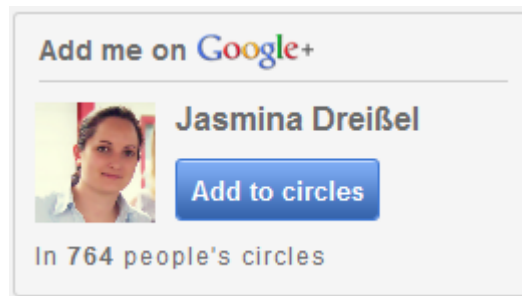 Add me on Google+
Jasmina Dreißel
Add to circles
In 764 people's circles